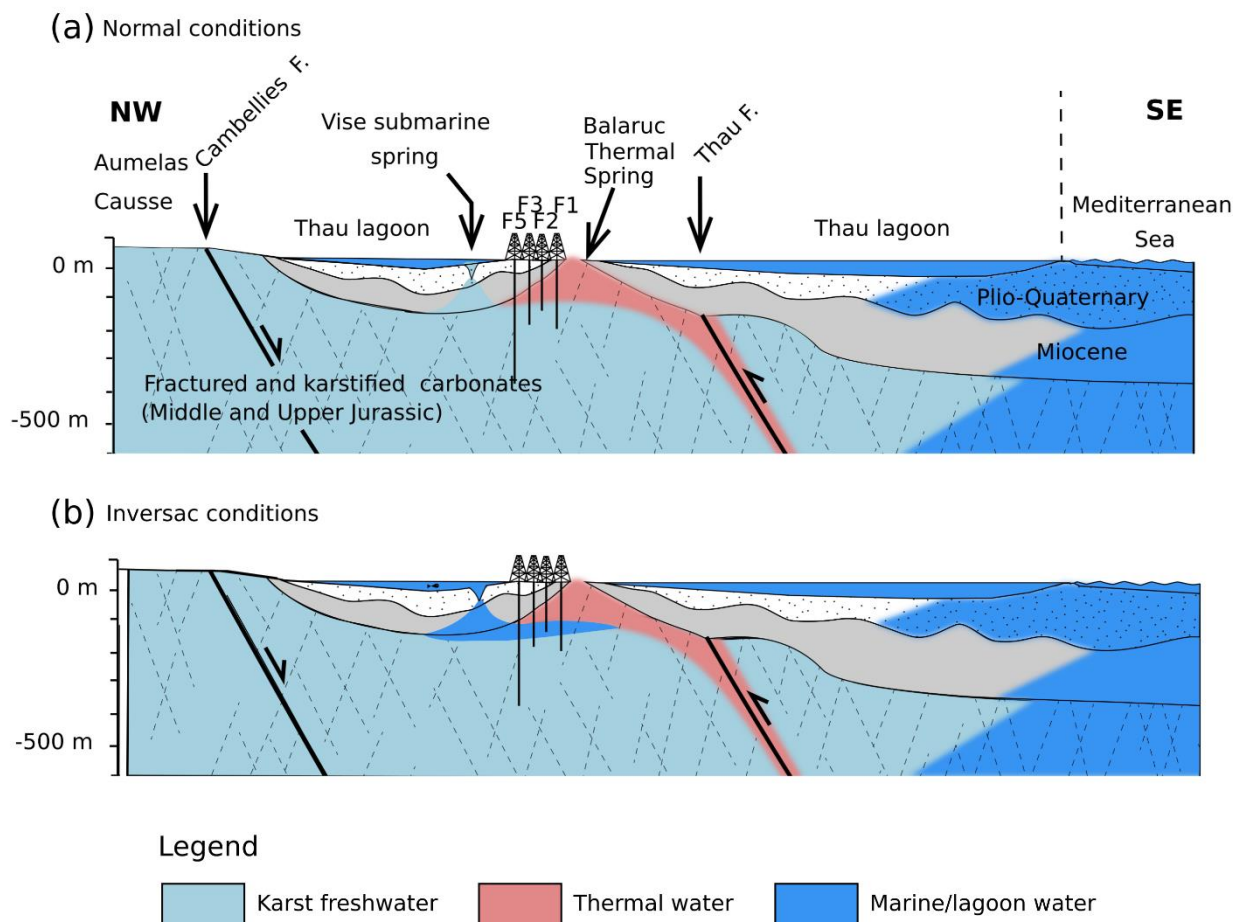 (a) Normal conditions
NW
Cambellies F.
Aumelas
Causse
Vise submarine
spring
Balaruc
Thermal
Spring
Thau F.
SE
Mediterranean
Sea
F3 F1
F5 F2
Thau lagoon
Thau lagoon
0 m
Plio-Quaternary
Miocene
Fractured and karstified carbonates
(Middle and Upper Jurassic)
-500 m
(b) Inversac conditions
0 m
-500 m
Legend
Karst freshwater
Thermal water
Marine/lagoon water